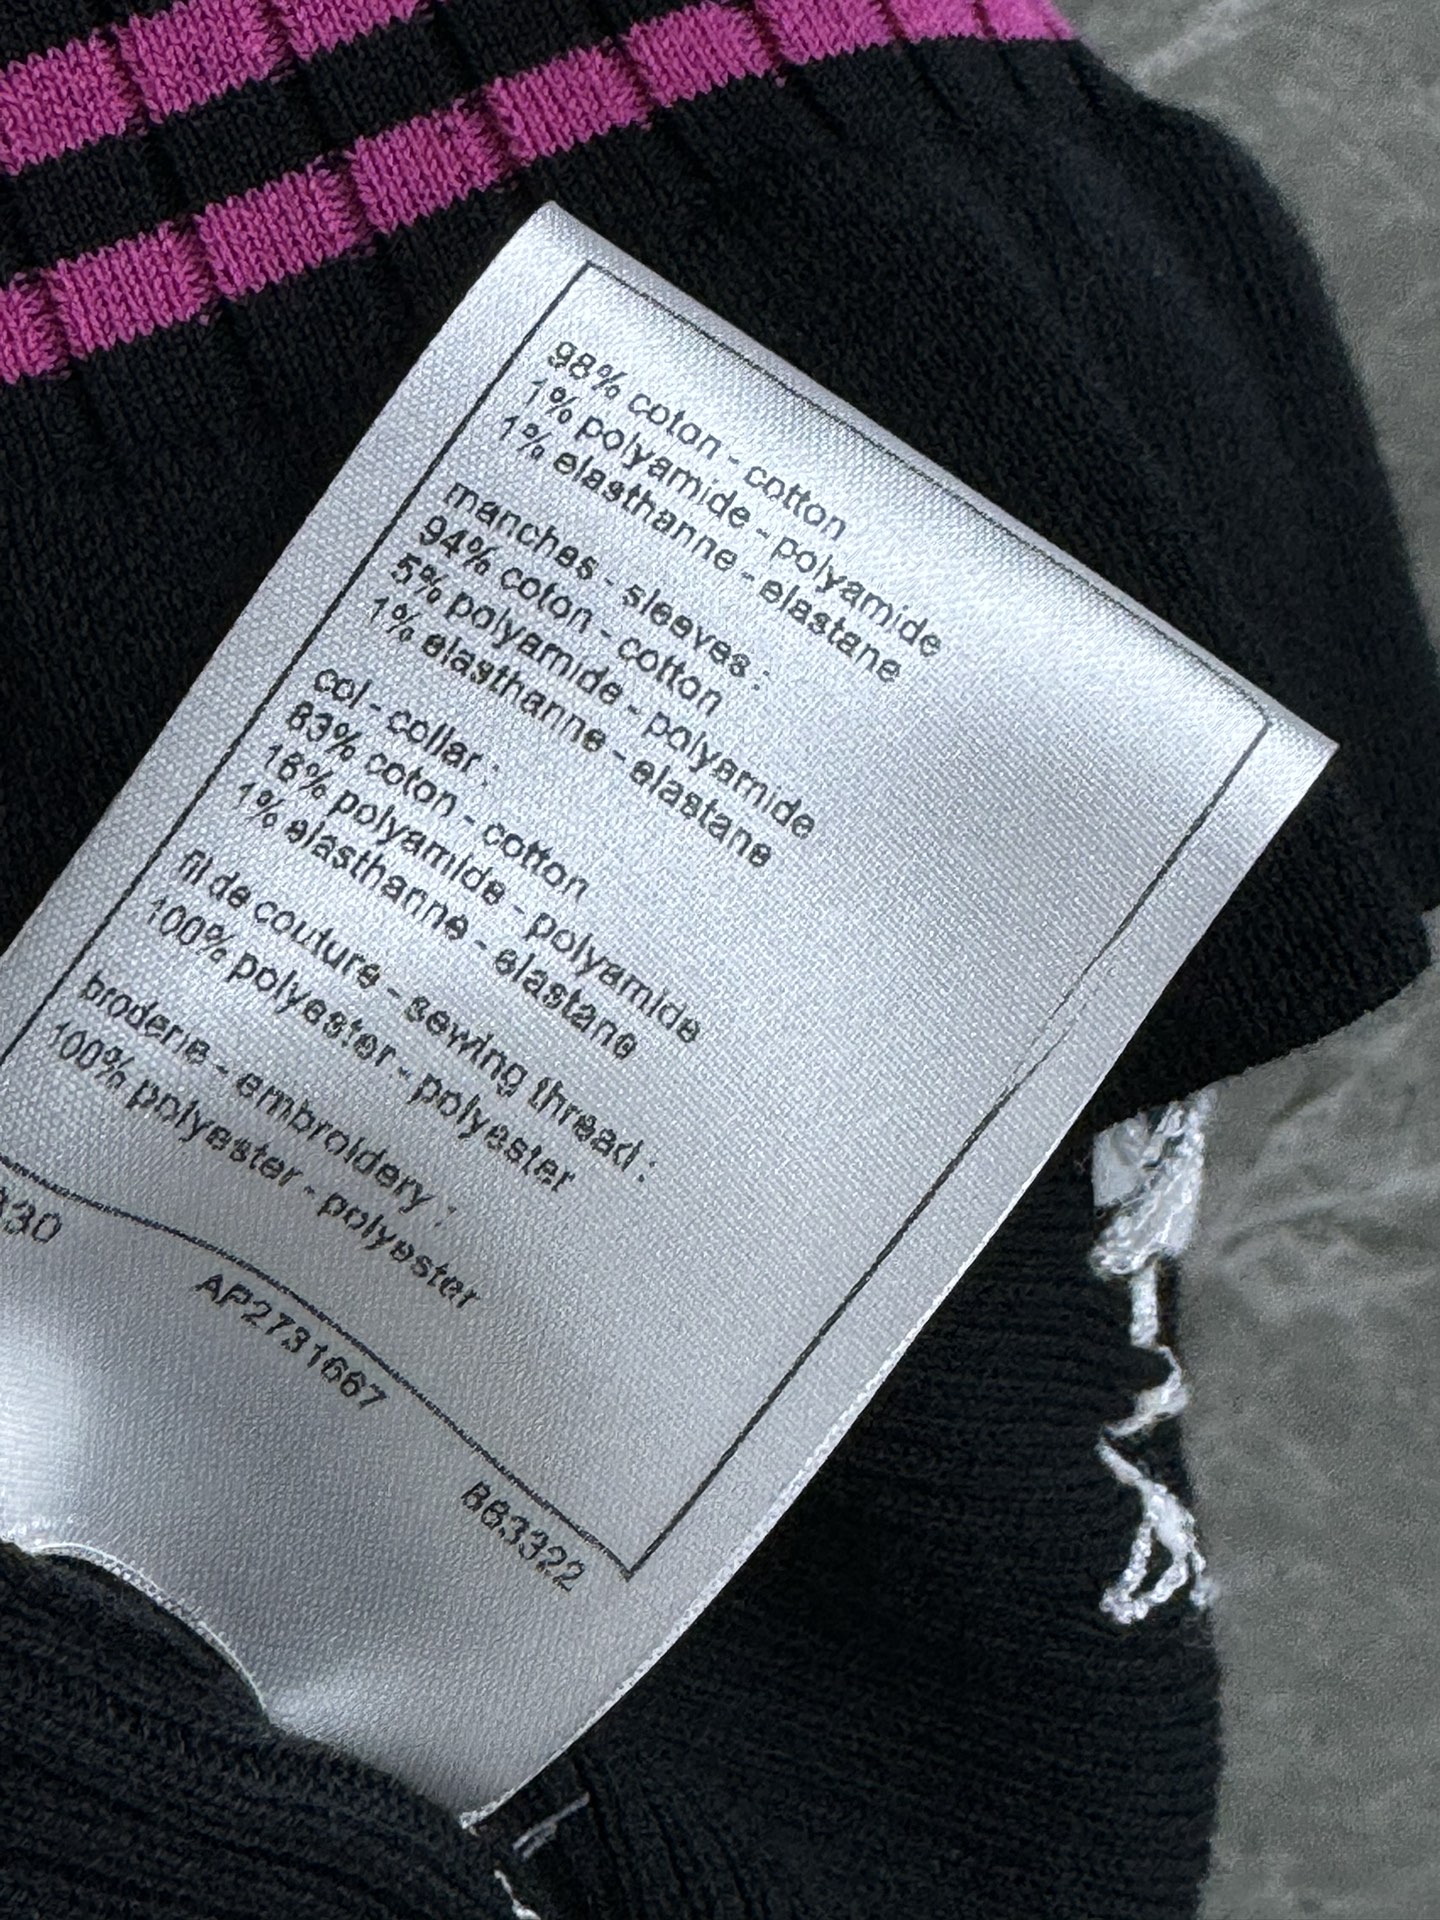 98% coton - cotton
1% polyamide - polyamide
1% elasthanne - elastane
manches - sleeves :
94% coton - cotton
5% polyamide - polyamide
1% elasthanne - elastane
col - collar :
83% coton - cotton
16% polyamide - polyamide
1% elasthanne - elastane
fil de couture - sewing thread :
100% polyester - polyester
broderie - embroidery :
100% polyester - polyester
30 AP2731667 863322